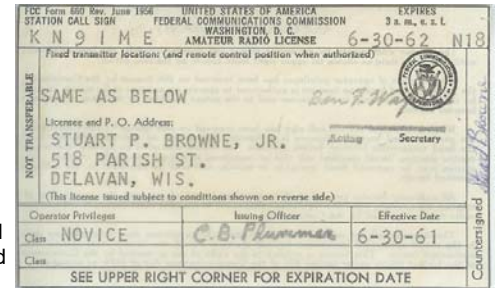 FCC Form 660 Rev. June 1956 UNITED STATES OF AMERICA EXPIRES
STATION CALL SIGN FEDERAL COMMUNICATIONS COMMISSION 3 a. m., e. s. t.
WASHINGTON, D. C.
KN9IME AMATEUR RADIO LICENSE 6-30-62 N18
Fixed transmitter location: (and remote control position when authorized)
SAME AS BELOW
Ben F. Way
Licensee and P. O. Address:
STUART P. BROWNE, JR. Acting Secretary
518 PARISH ST.
DELAVAN, WIS.
(This license issued subject to conditions shown on reverse side)
NOT TRANSFERABLE
Operator Privileges Issuing Officer Effective Date
Class NOVICE C. B. Plummer 6-30-61
Class
SEE UPPER RIGHT CORNER FOR EXPIRATION DATE
Countersigned